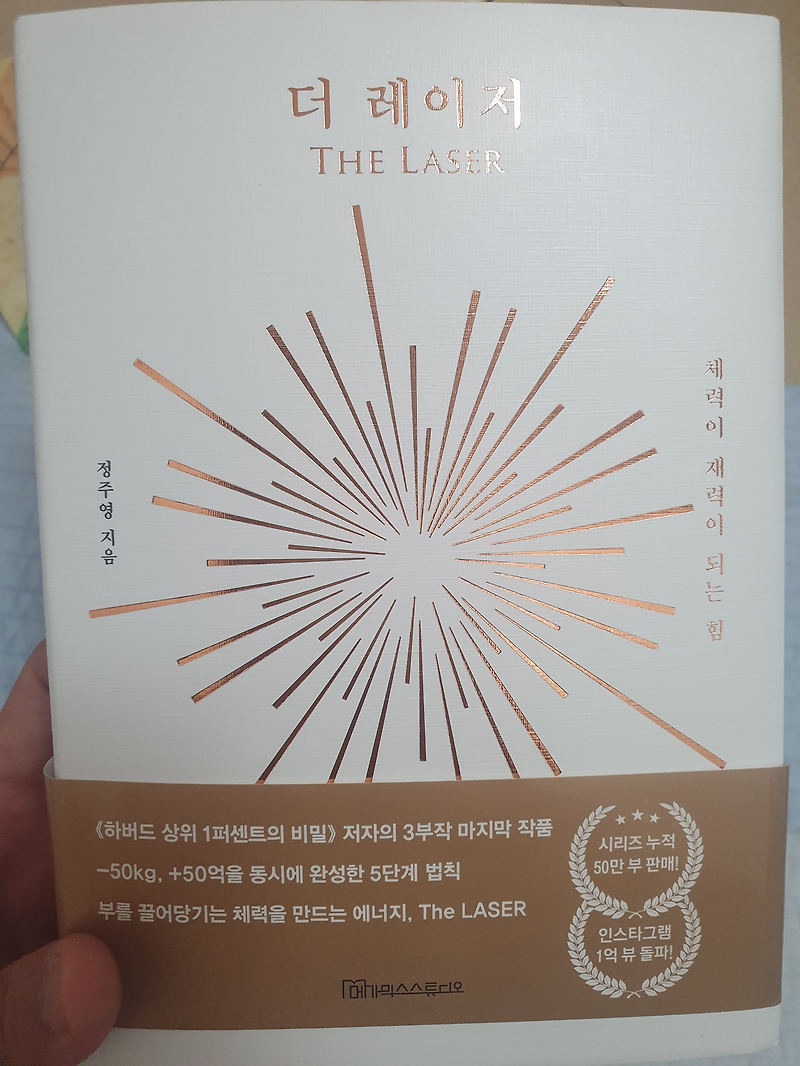 더 레이저
THE LASER
체력이 재력이 되는 힘
정주영 지음
《하버드 상위 1퍼센트의 비밀》 저자의 3부작 마지막 작품
-50kg, +50억을 동시에 완성한 5단계 법칙
부를 끌어당기는 체력을 만드는 에너지, The LASER
시리즈 누적
50만 부 판매!
인스타그램
1억 뷰 돌파!
메가믹스스튜디오